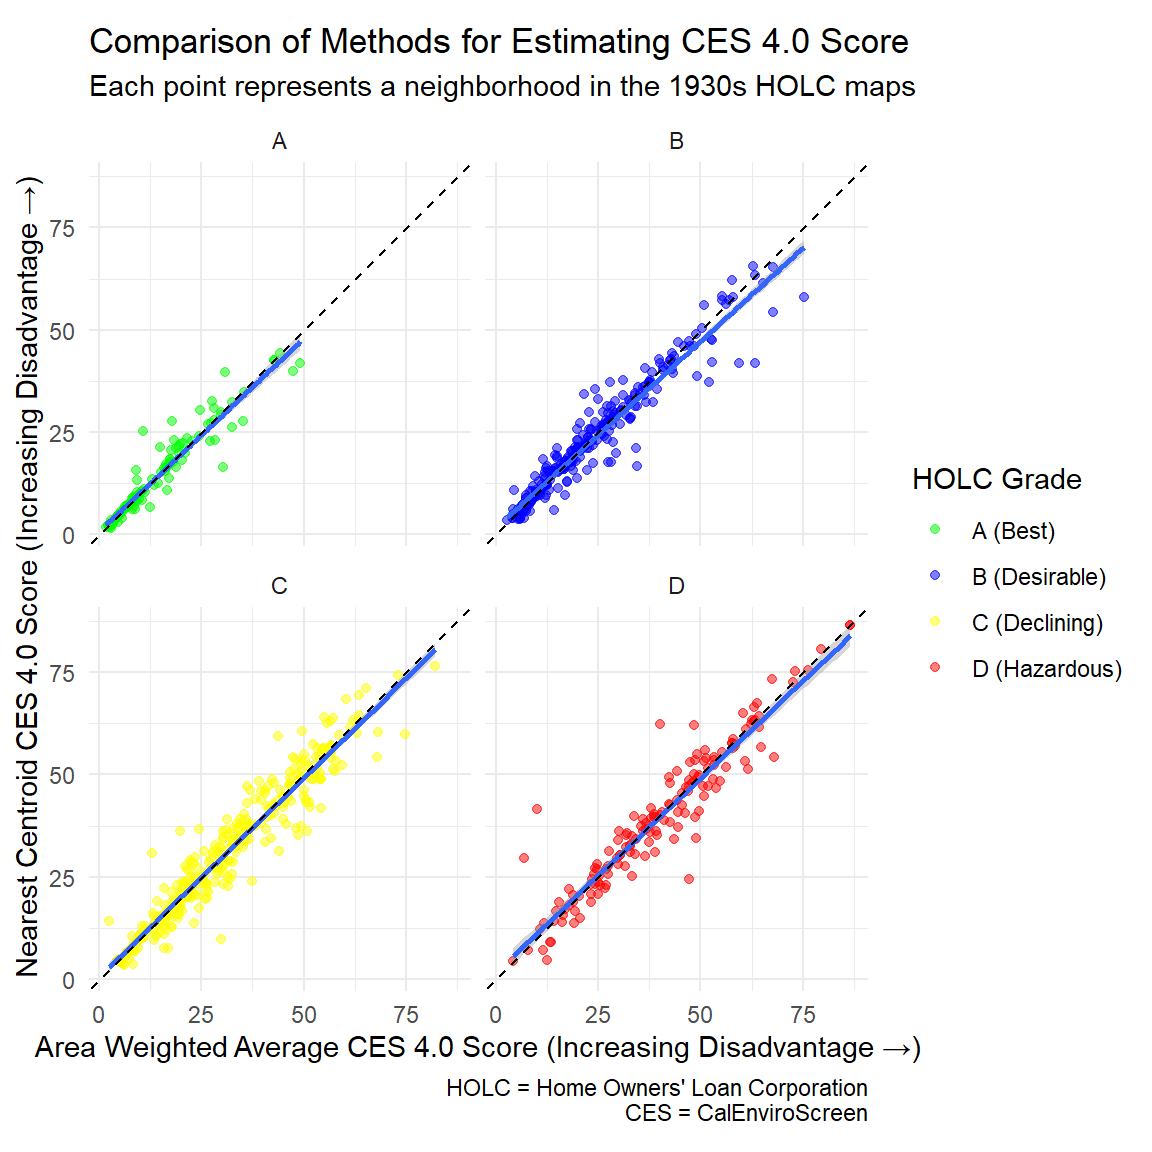 Comparison of Methods for Estimating CES 4.0 Score
Each point represents a neighborhood in the 1930s HOLC maps
A
B
Nearest Centroid CES 4.0 Score (Increasing Disadvantage →)
75
50
25
0
C
D
75
50
25
0
0 25 50 75
0 25 50 75
Area Weighted Average CES 4.0 Score (Increasing Disadvantage →)
HOLC Grade
A (Best)
B (Desirable)
C (Declining)
D (Hazardous)
HOLC = Home Owners' Loan Corporation
CES = CalEnviroScreen